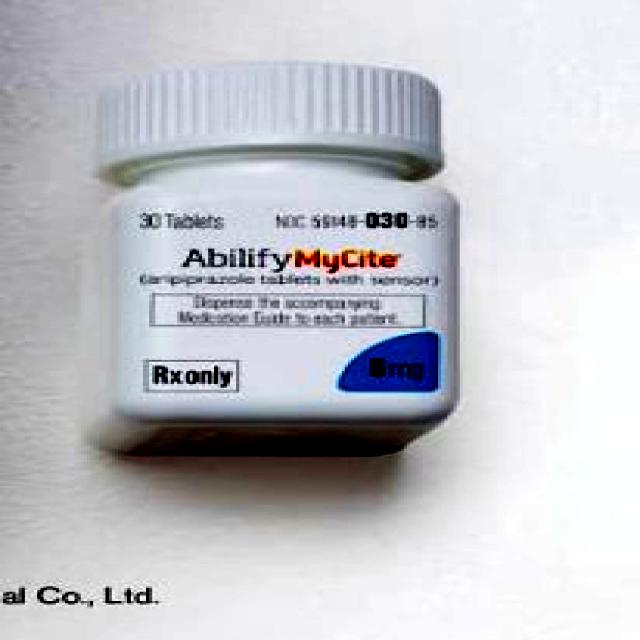 30 Tablets NDC 59148-030-85
AbilifyMyCite
(aripiprazole tablets with sensor)
Dispense the accompanying
Medication Guide to each patient.
Rx only
5mg
al Co., Ltd.